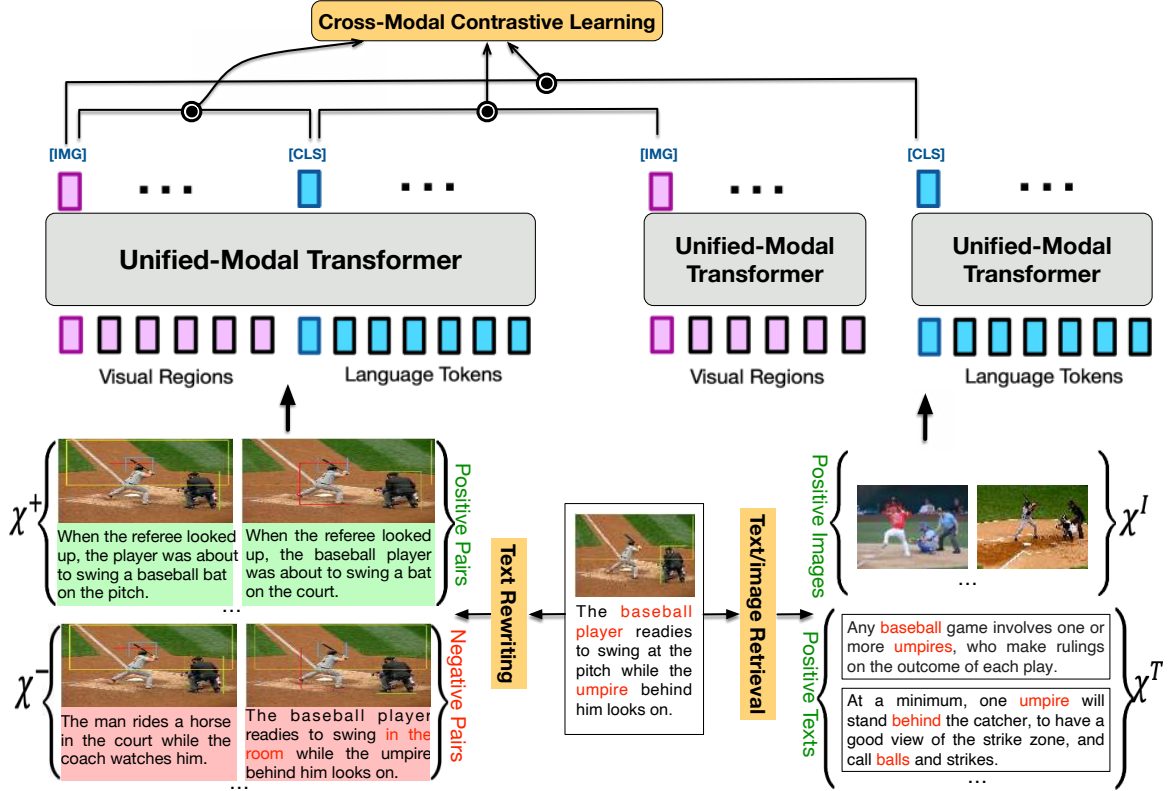 Cross-Modal Contrastive Learning
[IMG]
[CLS]
[IMG]
[CLS]
Unified-Modal Transformer
Unified-Modal
Transformer
Unified-Modal
Transformer
Visual Regions
Language Tokens
Visual Regions
Language Tokens
χ+
When the referee looked
up, the player was about
to swing a baseball bat
on the pitch.
...
When the referee looked
up, the baseball player
was about to swing a bat
on the court.
Positive Pairs
χ−
The man rides a horse
in the court while the
coach watches him.
...
The baseball player
readies to swing in the
room while the umpire
behind him looks on.
Negative Pairs
Text Rewriting
The baseball
player readies
to swing at the
pitch while the
umpire behind
him looks on.
Text/image Retrieval
Positive Images
...
χI
Positive Texts
Any baseball game involves one or
more umpires, who make rulings
on the outcome of each play.
At a minimum, one umpire will
stand behind the catcher, to have a
good view of the strike zone, and
call balls and strikes.
...
χT